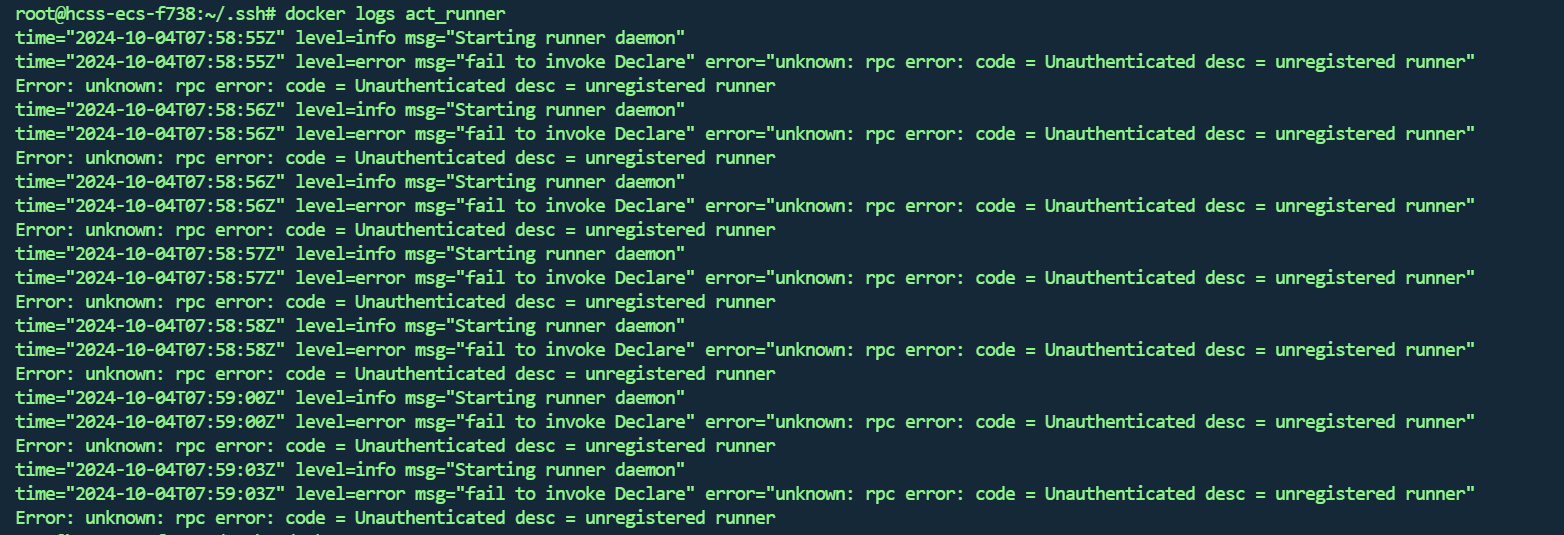 root@hcss-ecs-f738:~/.ssh# docker logs act_runner
time="2024-10-04T07:58:55Z" level=info msg="Starting runner daemon"
time="2024-10-04T07:58:55Z" level=error msg="fail to invoke Declare" error="unknown: rpc error: code = Unauthenticated desc = unregistered runner"
Error: unknown: rpc error: code = Unauthenticated desc = unregistered runner
time="2024-10-04T07:58:56Z" level=info msg="Starting runner daemon"
time="2024-10-04T07:58:56Z" level=error msg="fail to invoke Declare" error="unknown: rpc error: code = Unauthenticated desc = unregistered runner"
Error: unknown: rpc error: code = Unauthenticated desc = unregistered runner
time="2024-10-04T07:58:56Z" level=info msg="Starting runner daemon"
time="2024-10-04T07:58:56Z" level=error msg="fail to invoke Declare" error="unknown: rpc error: code = Unauthenticated desc = unregistered runner"
Error: unknown: rpc error: code = Unauthenticated desc = unregistered runner
time="2024-10-04T07:58:57Z" level=info msg="Starting runner daemon"
time="2024-10-04T07:58:57Z" level=error msg="fail to invoke Declare" error="unknown: rpc error: code = Unauthenticated desc = unregistered runner"
Error: unknown: rpc error: code = Unauthenticated desc = unregistered runner
time="2024-10-04T07:58:58Z" level=info msg="Starting runner daemon"
time="2024-10-04T07:58:58Z" level=error msg="fail to invoke Declare" error="unknown: rpc error: code = Unauthenticated desc = unregistered runner"
Error: unknown: rpc error: code = Unauthenticated desc = unregistered runner
time="2024-10-04T07:59:00Z" level=info msg="Starting runner daemon"
time="2024-10-04T07:59:00Z" level=error msg="fail to invoke Declare" error="unknown: rpc error: code = Unauthenticated desc = unregistered runner"
Error: unknown: rpc error: code = Unauthenticated desc = unregistered runner
time="2024-10-04T07:59:03Z" level=info msg="Starting runner daemon"
time="2024-10-04T07:59:03Z" level=error msg="fail to invoke Declare" error="unknown: rpc error: code = Unauthenticated desc = unregistered runner"
Error: unknown: rpc error: code = Unauthenticated desc = unregistered runner